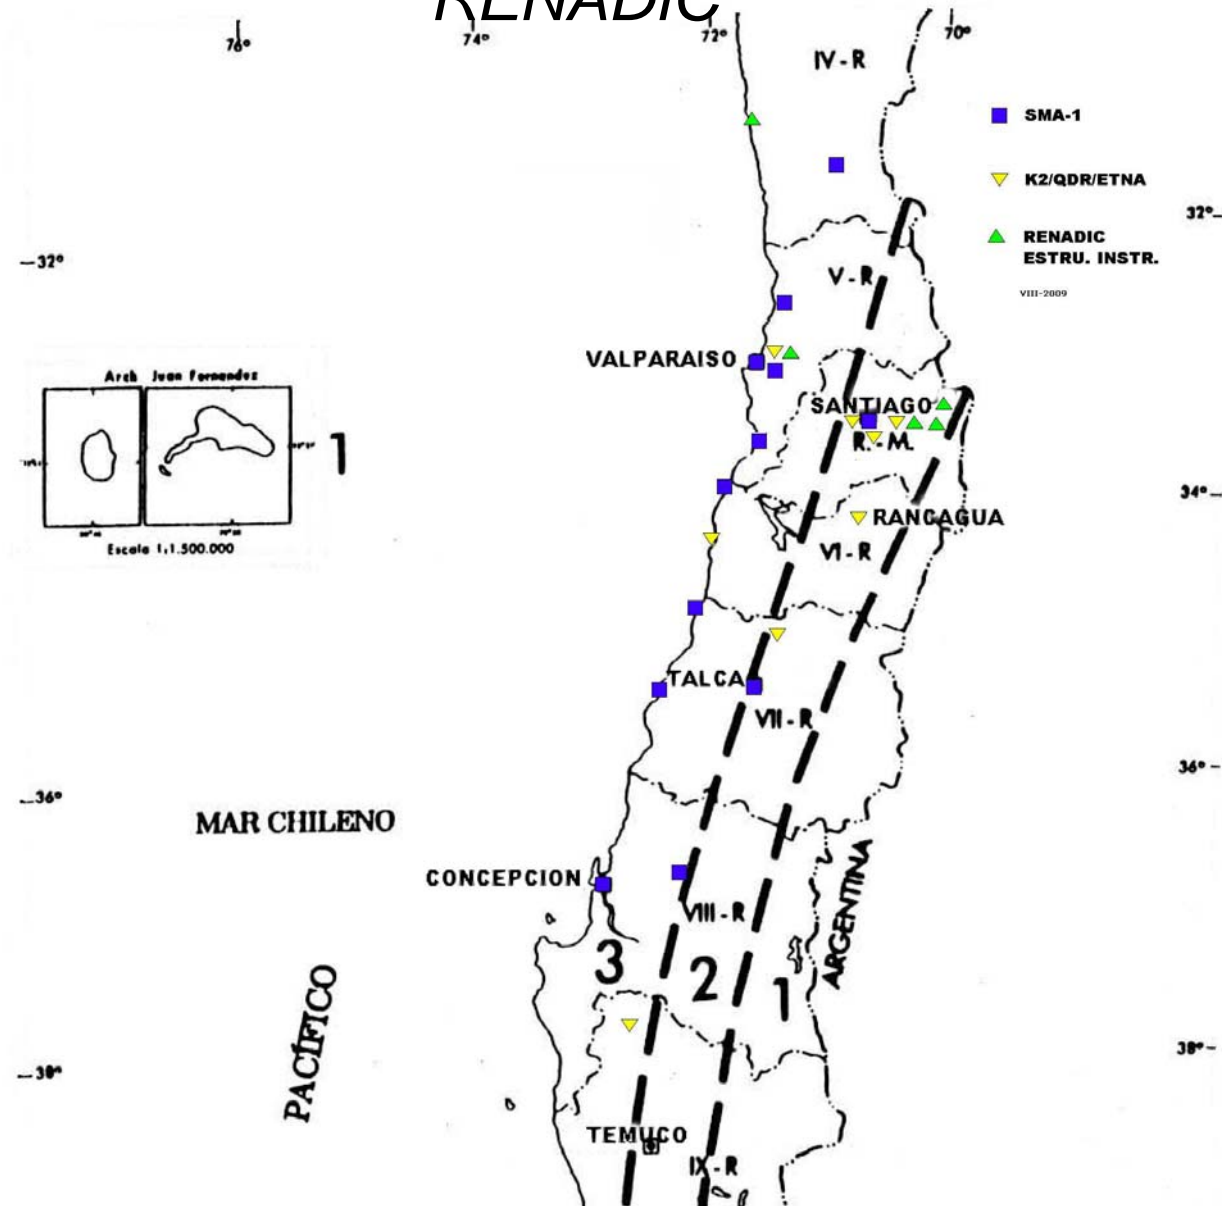 RENADIC
76°
74°
72°
70°
IV-R
SMA-1
K2/QDR/ETNA
32°
RENADIC
ESTRU. INSTR.
32°
V-R
VIII-2009
VALPARAISO
Arch Juan Fernandez
SANTIAGO
R.-M.
1
34°
RANCAGUA
Escala 1:1.500.000
VI-R
TALCA
VII-R
36°
36°
MAR CHILENO
ARGENTINA
CONCEPCION
VIII-R
3
2
1
PACÍFICO
38°
38°
TEMUCO
IX-R